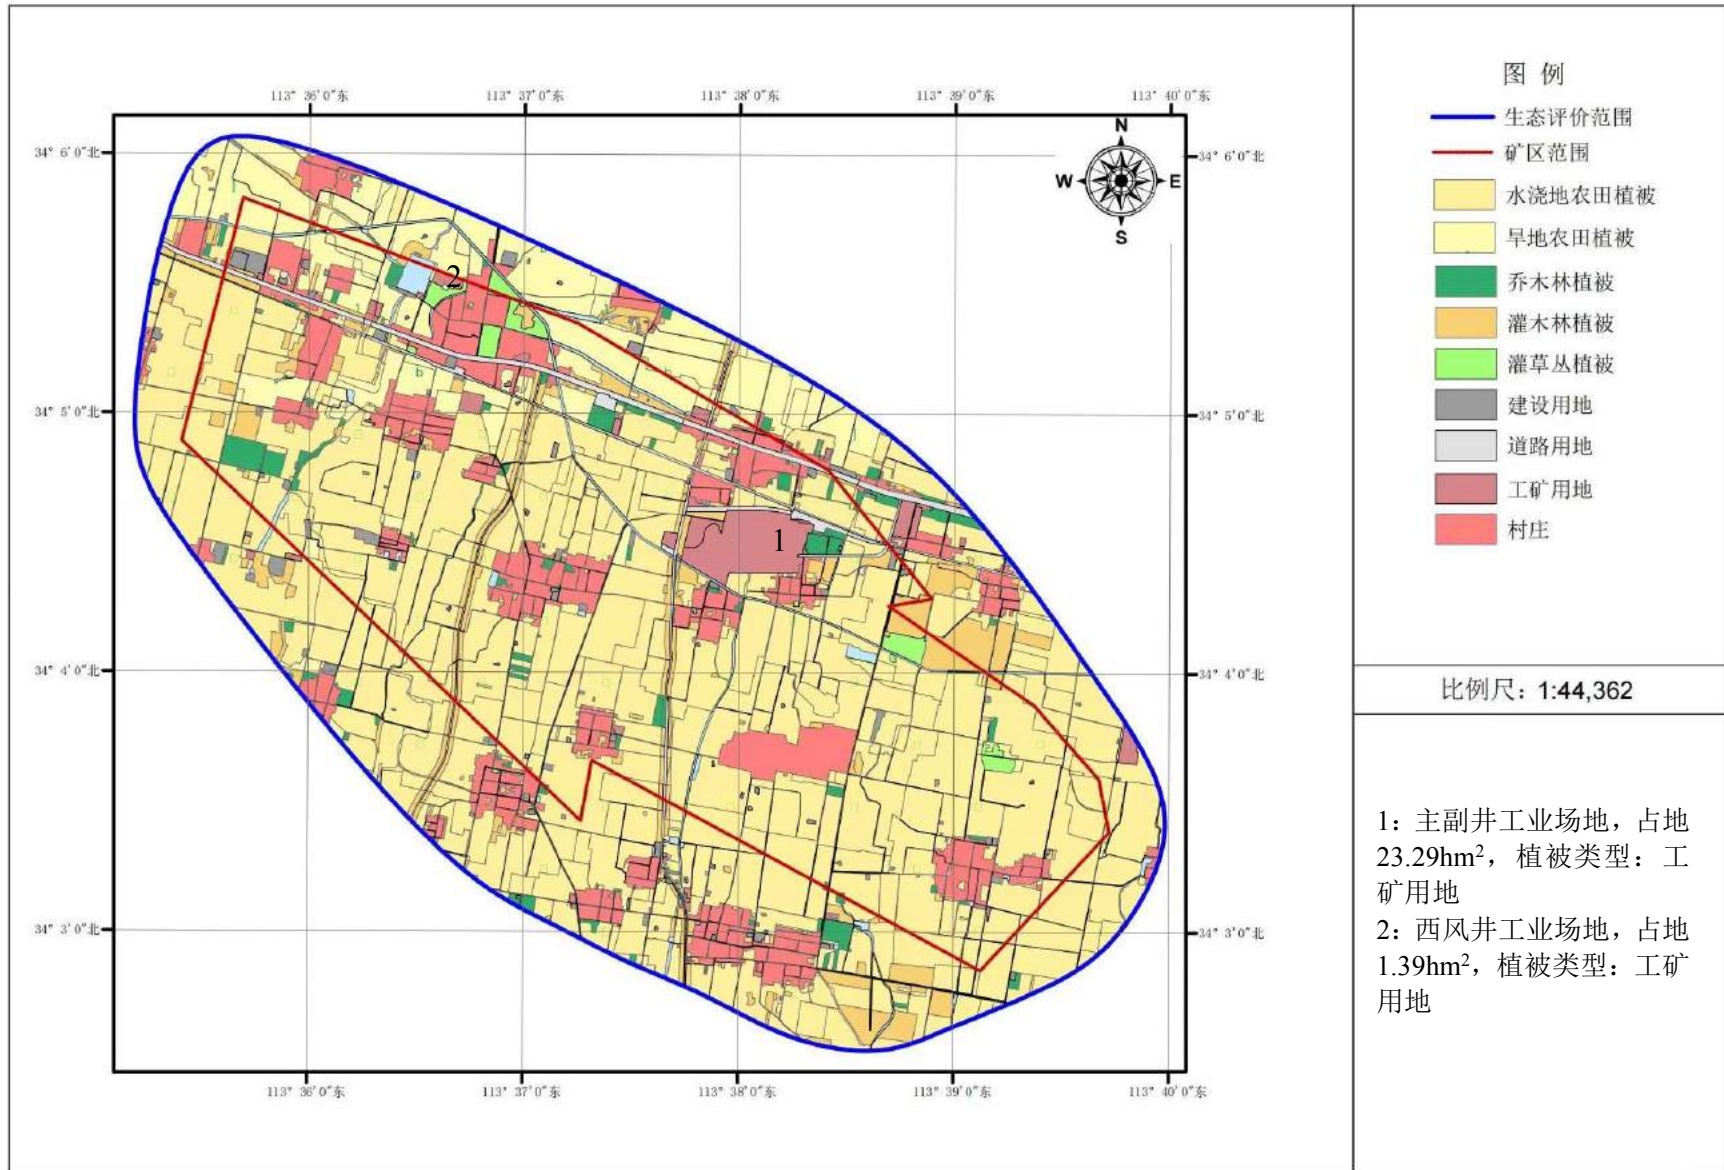 113° 36′0″东
113° 37′0″东
113° 38′0″东
113° 39′0″东
113° 40′0″东
34° 6′0″北
34° 6′0″北
N
W
E
S
2
34° 5′0″北
34° 5′0″北
1
34° 4′0″北
34° 4′0″北
34° 3′0″北
34° 3′0″北
113° 36′0″东
113° 37′0″东
113° 38′0″东
113° 39′0″东
113° 40′0″东
图 例
生态评价范围
矿区范围
水浇地农田植被
旱地农田植被
乔木林植被
灌木林植被
灌草丛植被
建设用地
道路用地
工矿用地
村庄
比例尺：1:44,362
1：主副井工业场地，占地
23.29hm²，植被类型：工
矿用地
2：西风井工业场地，占地
1.39hm²，植被类型：工矿
用地